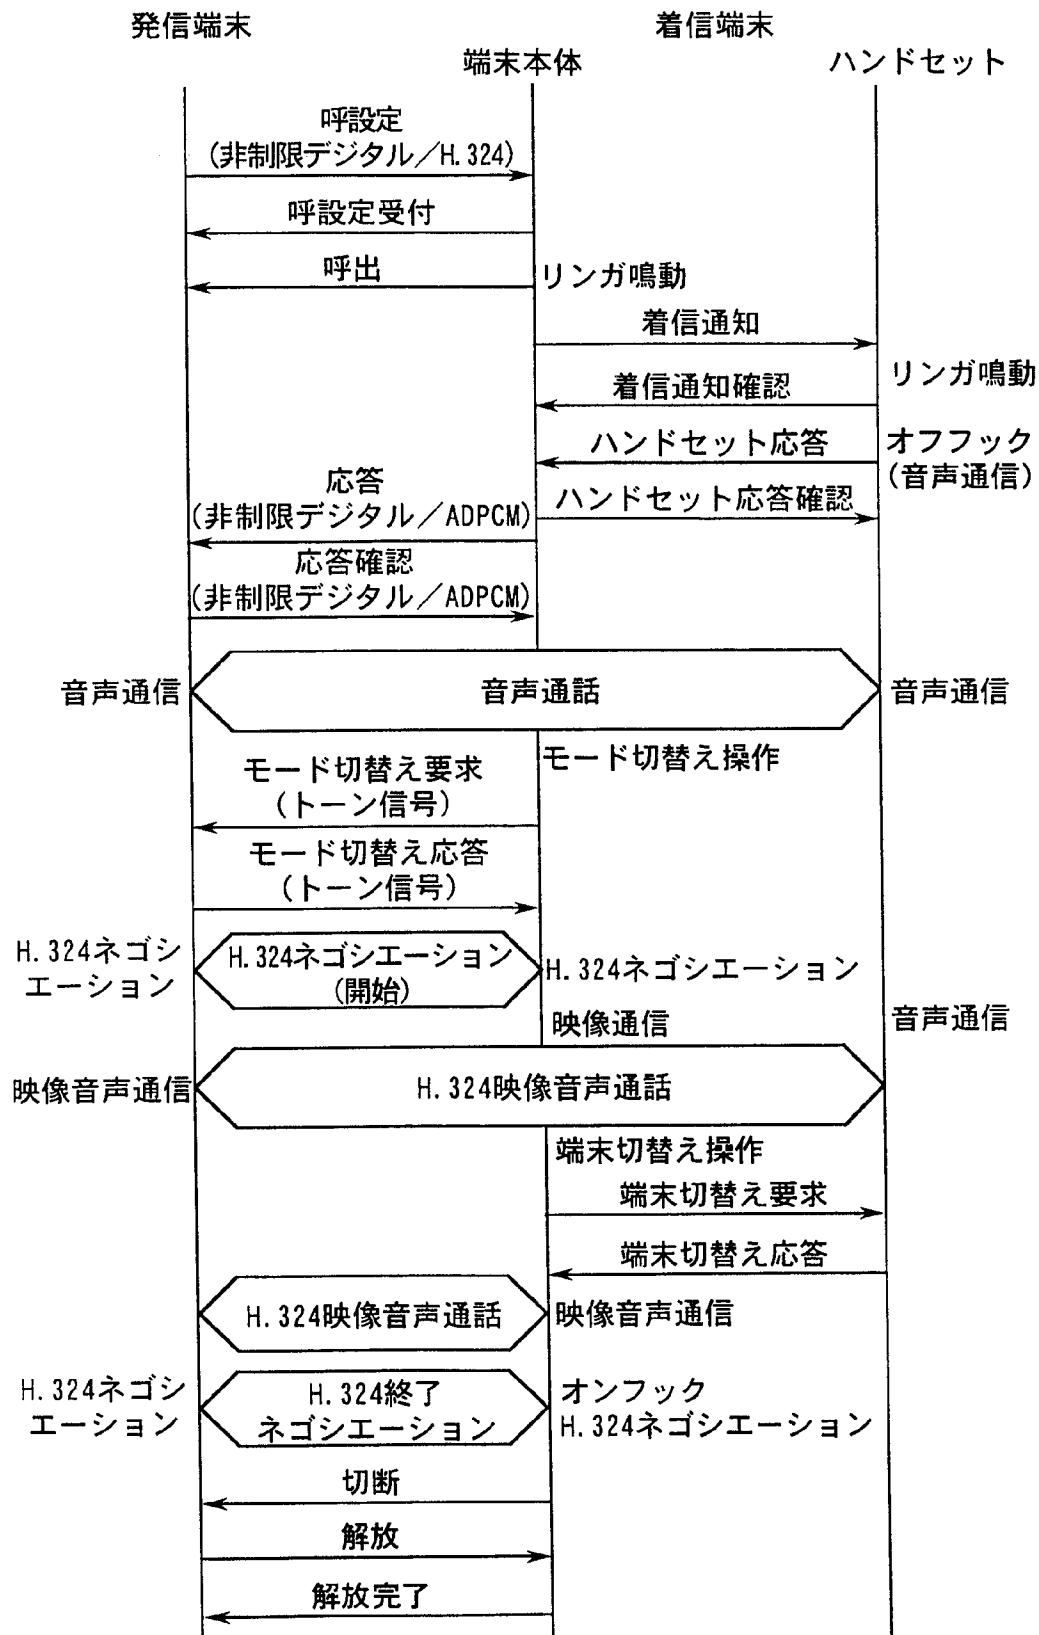 発信端末
着信端末
端末本体
ハンドセット
呼設定
(非制限デジタル/H.324)
呼設定受付
呼出
リンガ鳴動
着信通知
リンガ鳴動
着信通知確認
ハンドセット応答
オフフック
(音声通信)
応答
(非制限デジタル/ADPCM)
ハンドセット応答確認
応答確認
(非制限デジタル/ADPCM)
音声通信
音声通話
音声通信
モード切替え操作
モード切替え要求
(トーン信号)
モード切替え応答
(トーン信号)
H.324ネゴシ
エーション
H.324ネゴシエーション
(開始)
H.324ネゴシエーション
映像通信
音声通信
映像音声通信
H.324映像音声通話
端末切替え操作
端末切替え要求
端末切替え応答
H.324映像音声通話
映像音声通信
H.324ネゴシ
エーション
H.324終了
ネゴシエーション
オンフック
H.324ネゴシエーション
切断
解放
解放完了